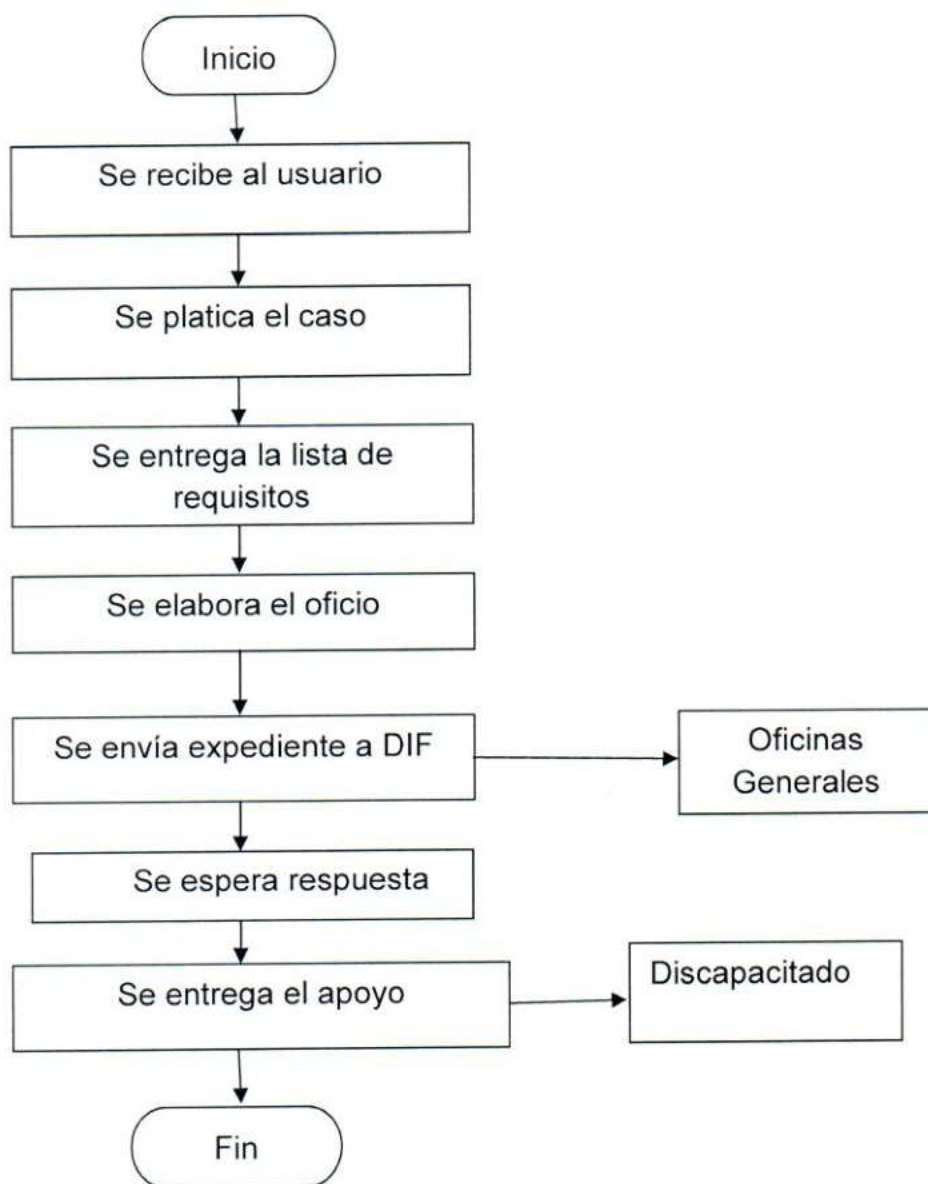 Inicio
Se recibe al usuario
Se platica el caso
Se entrega la lista de
requisitos
Se elabora el oficio
Se envía expediente a DIF
Oficinas
Generales
Se espera respuesta
Se entrega el apoyo
Discapacitado
Fin